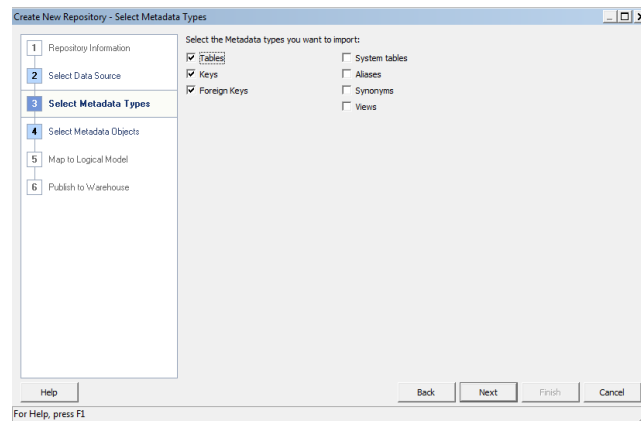 Create New Repository - Select Metadata Types
1 Repository Information
2 Select Data Source
3 Select Metadata Types
4 Select Metadata Objects
5 Map to Logical Model
6 Publish to Warehouse
Select the Metadata types you want to import:
Tables
Keys
Foreign Keys
System tables
Aliases
Synonyms
Views
Help
Back
Next
Finish
Cancel
For Help, press F1